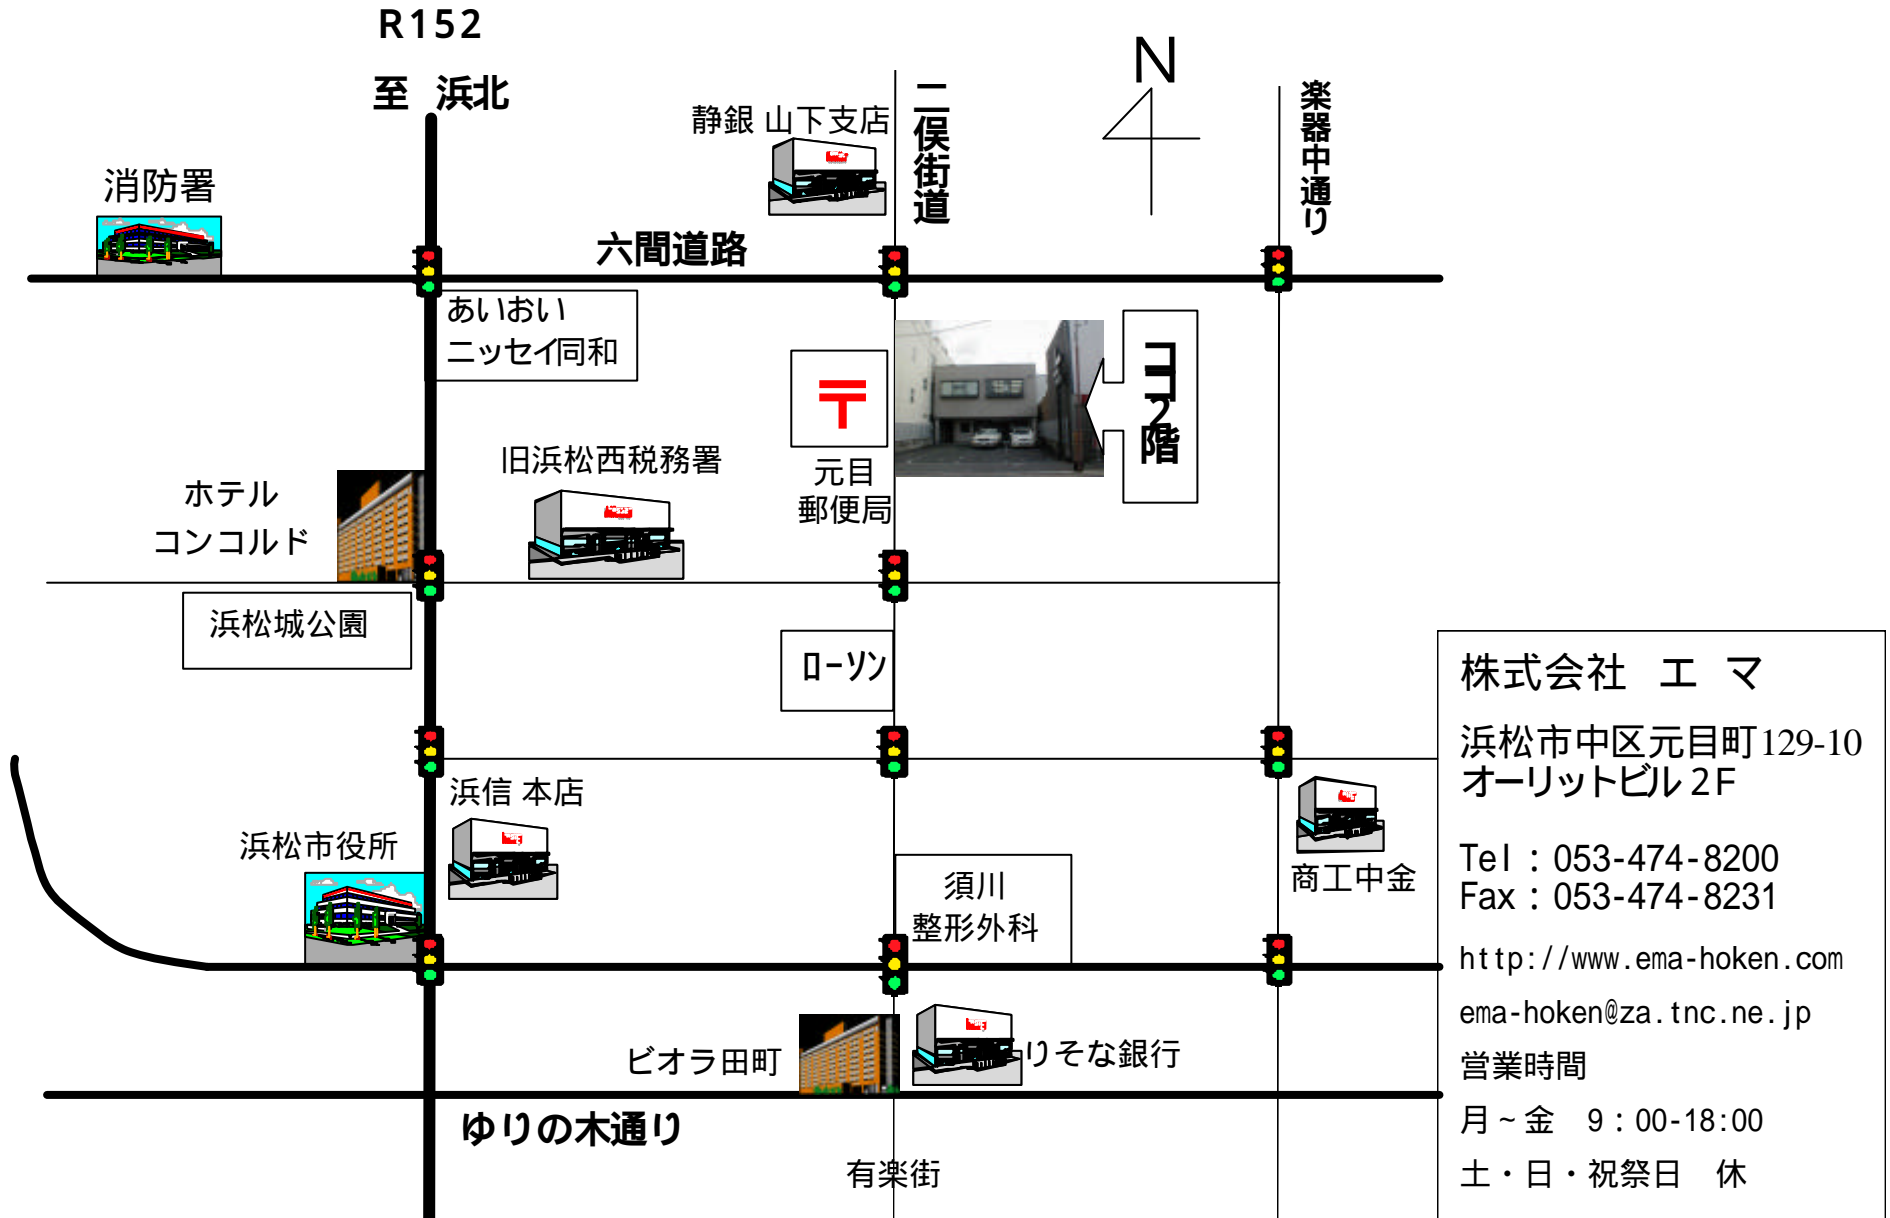 R152
至 浜北
静銀 山下支店
二俣街道
N
楽器中通り
消防署
六間道路
あいおい
ニッセイ同和
〒
元目
郵便局
ココ
2階
旧浜松西税務署
ホテル
コンコルド
浜松城公園
ローソン
浜信 本店
浜松市役所
須川
整形外科
商工中金
ビオラ田町
りそな銀行
ゆりの木通り
有楽街
株式会社 エ マ
浜松市中区元目町129-10
オーリットビル2F
Tel：053-474-8200
Fax：053-474-8231
http://www.ema-hoken.com
ema-hoken@za.tnc.ne.jp
営業時間
月～金 9：00-18:00
土・日・祝祭日 休